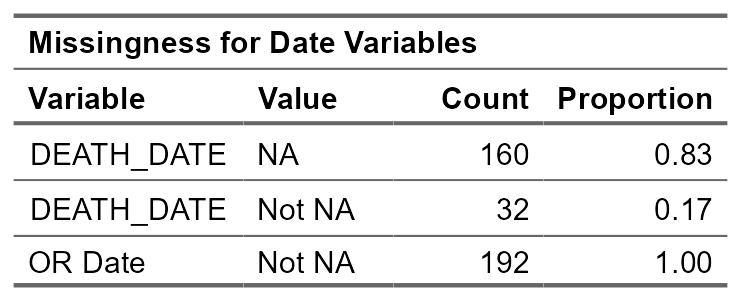 Missingness for Date Variables
Variable Value Count Proportion
DEATH_DATE NA 160 0.83
DEATH_DATE Not NA 32 0.17
OR Date Not NA 192 1.00